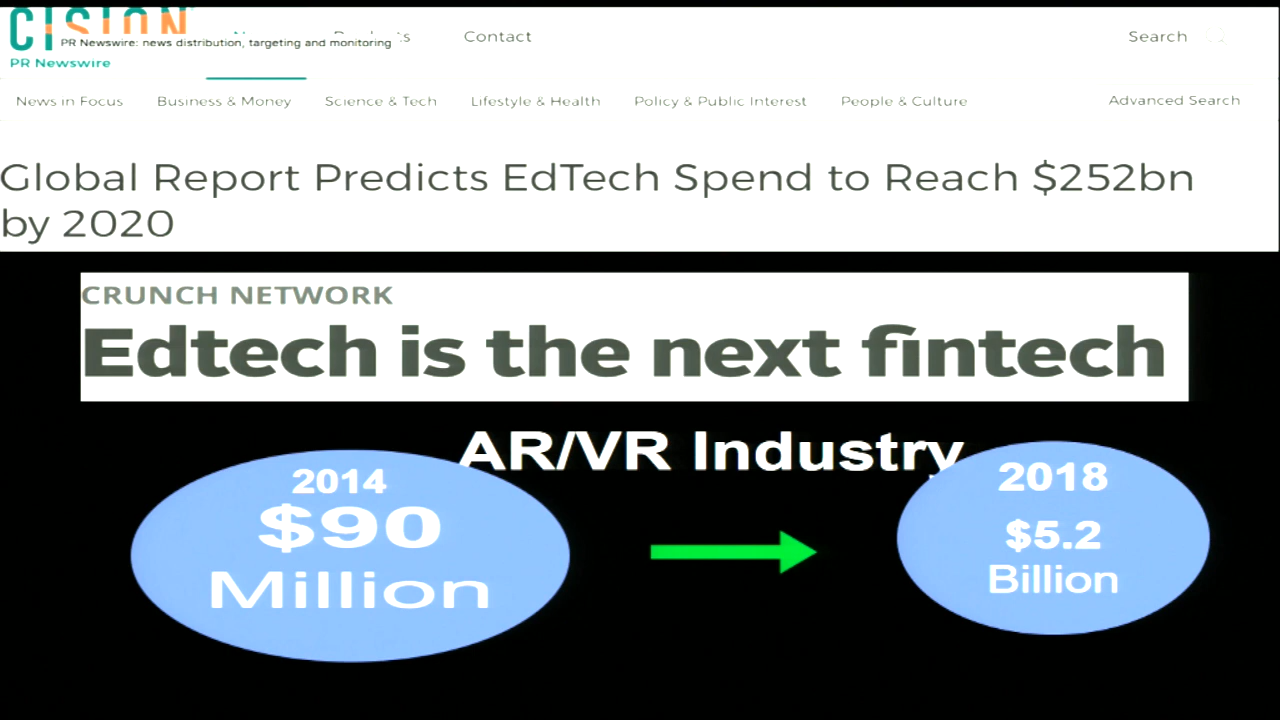 CISION
PR Newswire: news distribution, targeting and monitoring
Contact
Search
PR Newswire
News in Focus
Business & Money
Science & Tech
Lifestyle & Health
Policy & Public Interest
People & Culture
Advanced Search
Global Report Predicts EdTech Spend to Reach $252bn
by 2020
CRUNCH NETWORK
Edtech is the next fintech
AR/VR Industry
2014
$90
Million
2018
$5.2
Billion